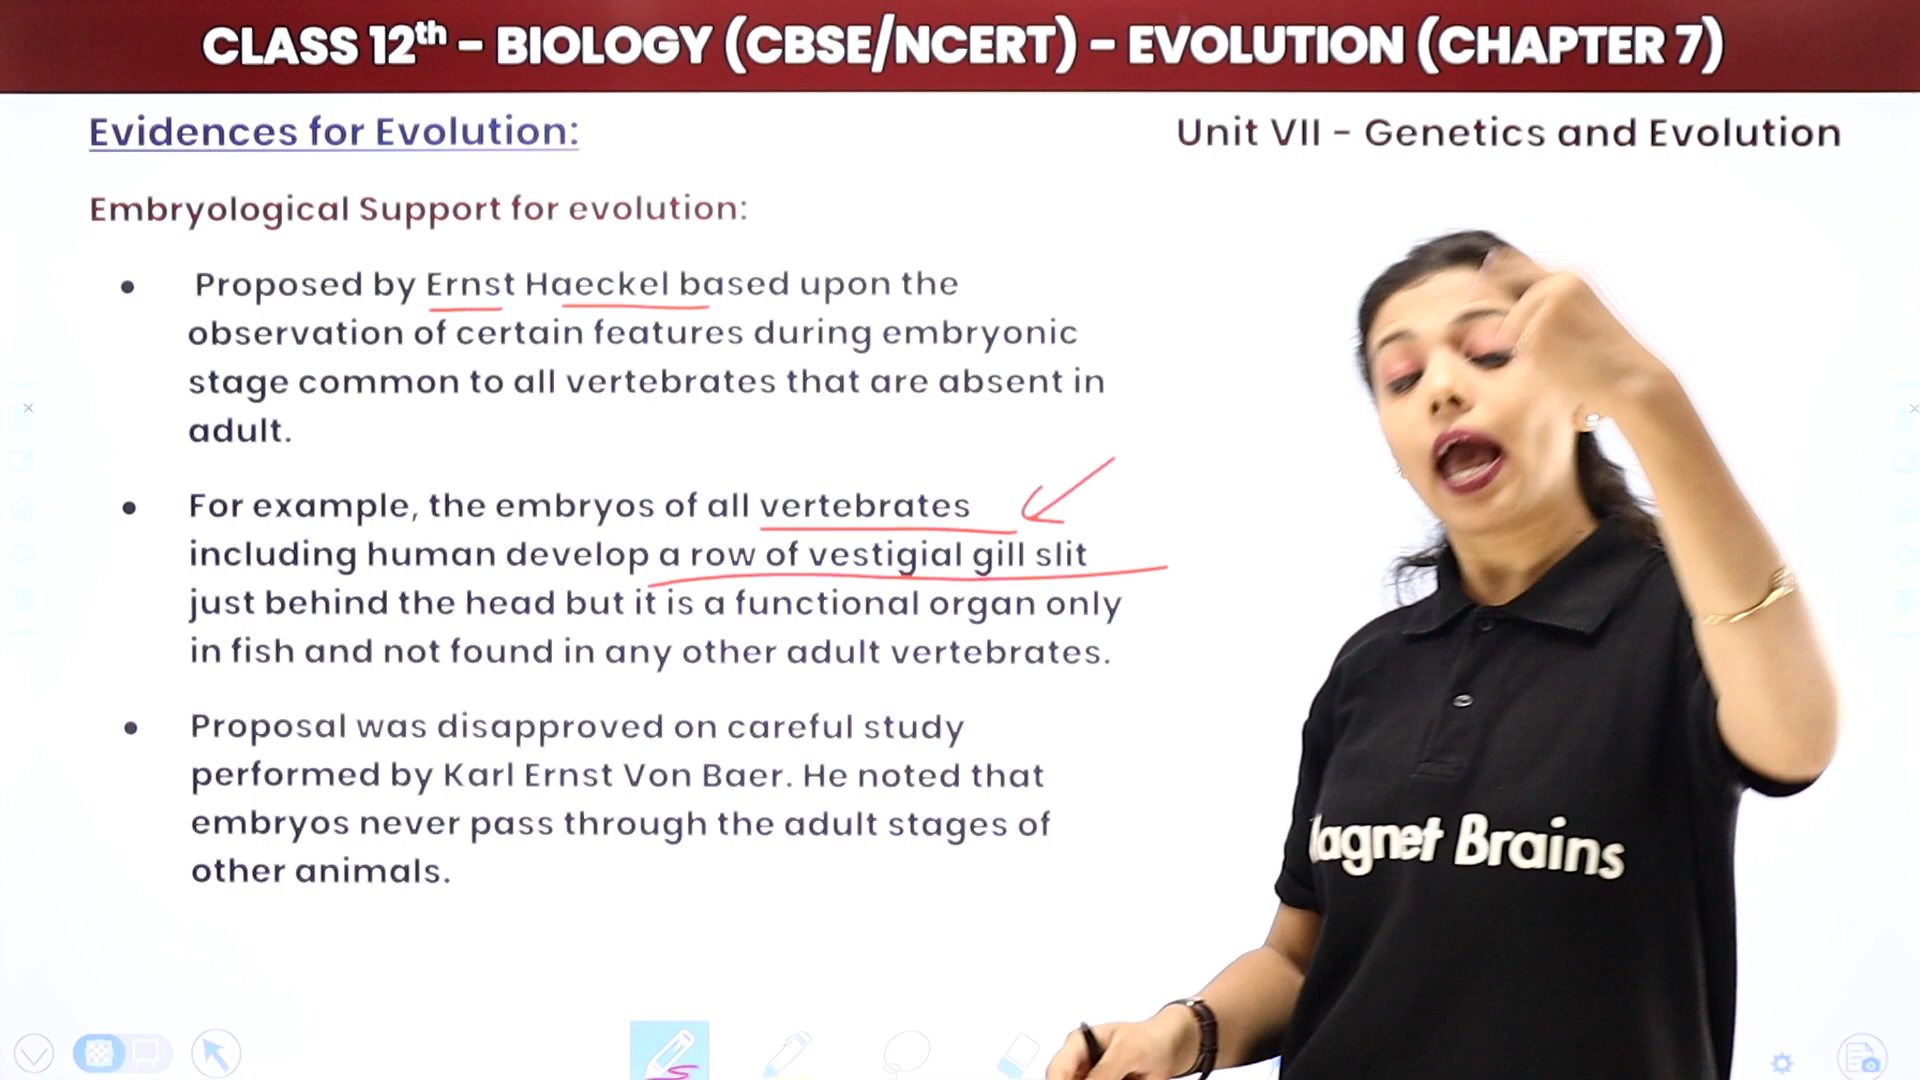 CLASS 12th - BIOLOGY (CBSE/NCERT) - EVOLUTION (CHAPTER 7)
Evidences for Evolution:
Unit VII - Genetics and Evolution
Embryological Support for evolution:
• Proposed by Ernst Haeckel based upon the
observation of certain features during embryonic
stage common to all vertebrates that are absent in
adult.
• For example, the embryos of all vertebrates
including human develop a row of vestigial gill slit
just behind the head but it is a functional organ only
in fish and not found in any other adult vertebrates.
• Proposal was disapproved on careful study
performed by Karl Ernst Von Baer. He noted that
embryos never pass through the adult stages of
other animals.
agnet Brains